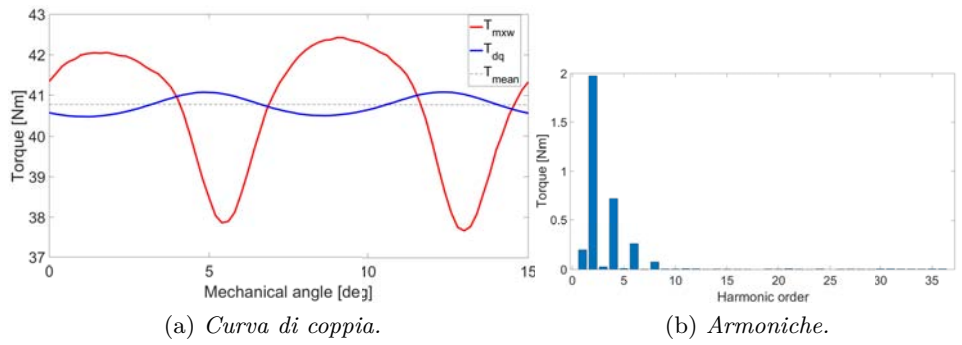 43
42
41
40
39
38
37
Torque [Nm]
0
5
10
15
Mechanical angle [deg]
T_mxw
T_dq
T_mean
2
1.5
1
0.5
0
Torque [Nm]
0
5
10
15
20
25
30
35
Harmonic order
(a) Curva di coppia.
(b) Armoniche.